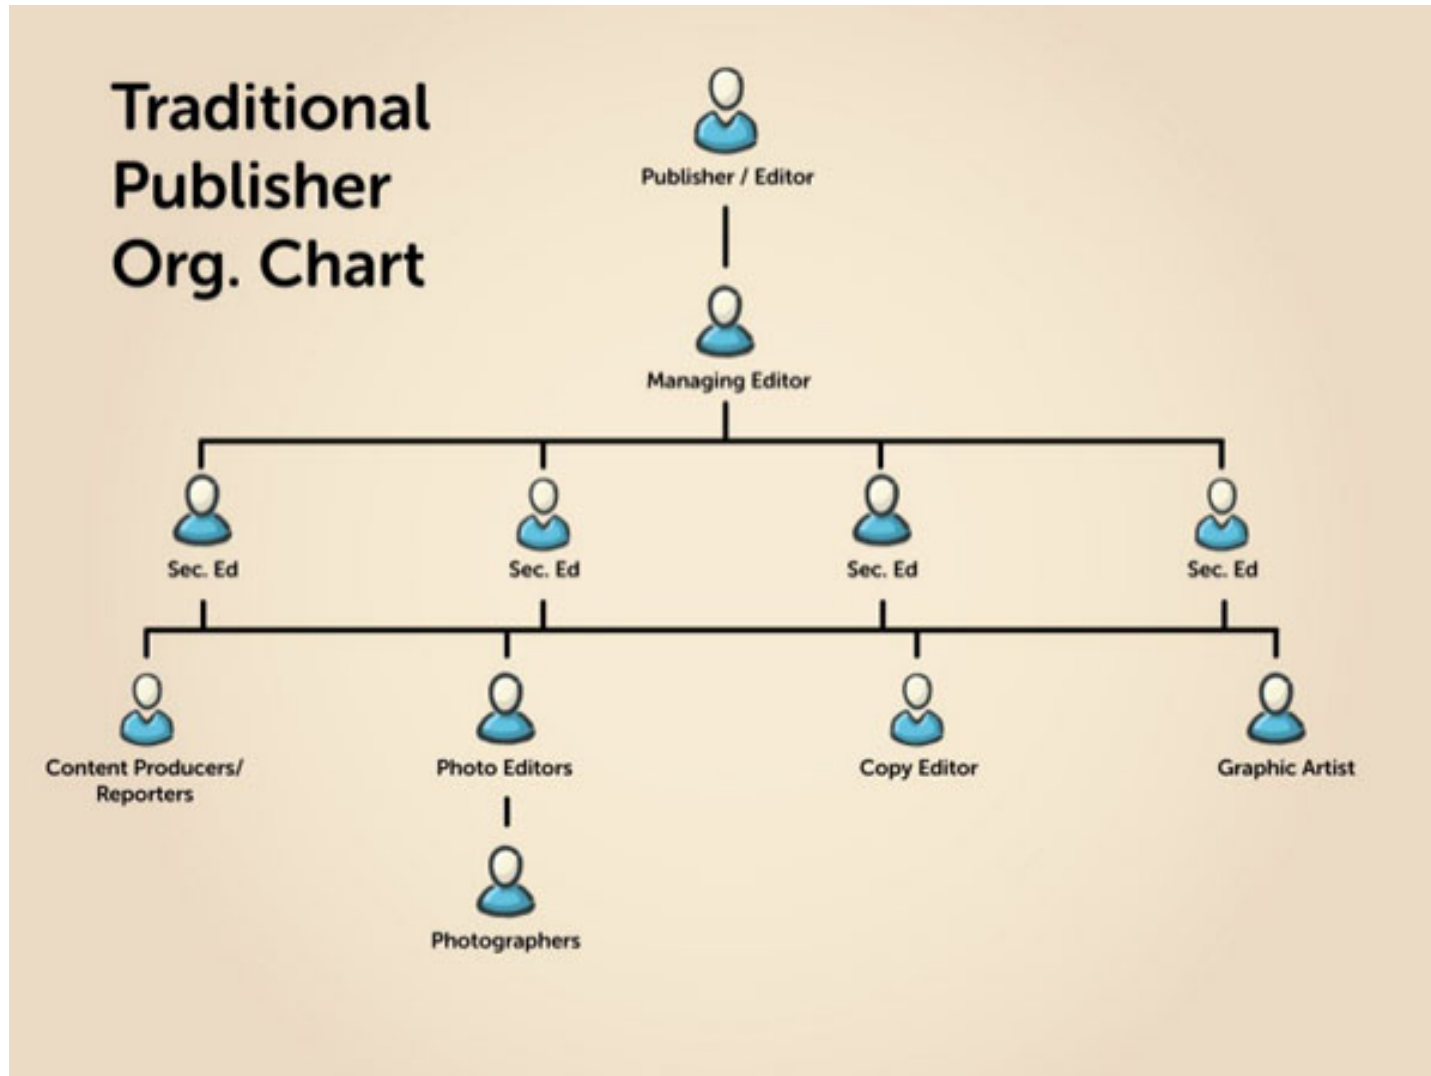 Traditional
Publisher
Org. Chart
Publisher / Editor
Managing Editor
Sec. Ed
Sec. Ed
Sec. Ed
Sec. Ed
Content Producers/
Reporters
Photo Editors
Copy Editor
Graphic Artist
Photographers